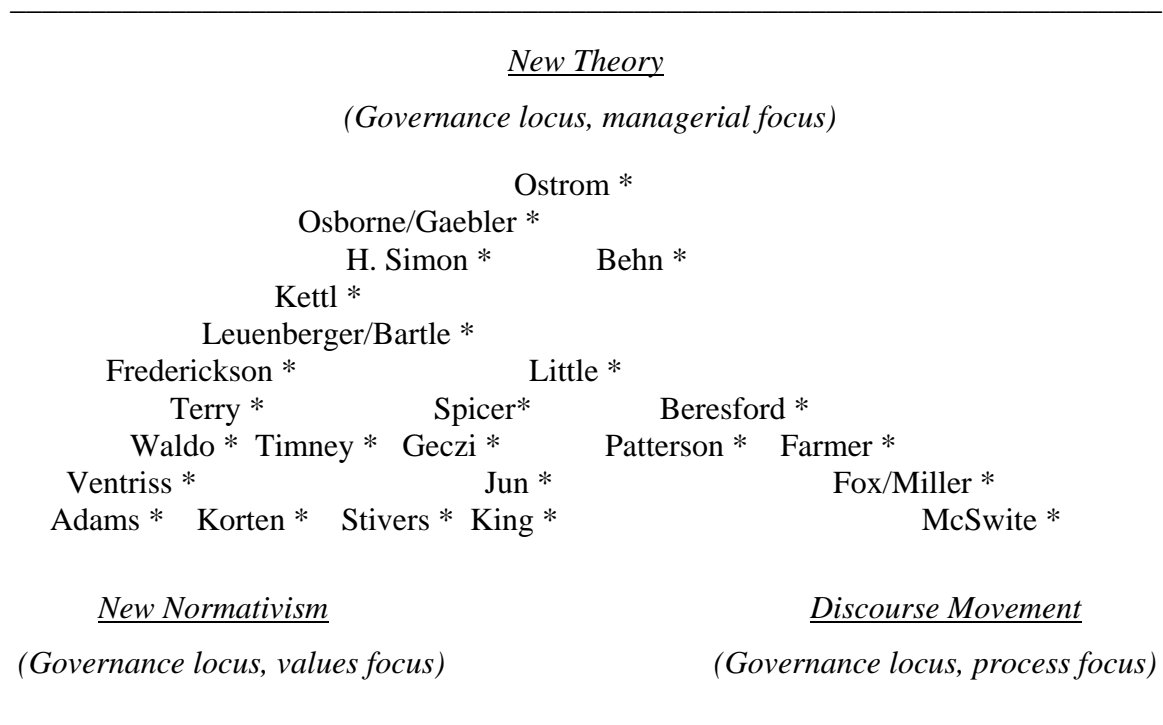 New Theory
(Governance locus, managerial focus)
Ostrom *
Osborne/Gaebler *
H. Simon * Behn *
Kettl *
Leuenberger/Bartle *
Frederickson * Little *
Terry * Spicer* Beresford *
Waldo * Timney * Geczi * Patterson * Farmer *
Ventriss * Jun * Fox/Miller *
Adams * Korten * Stivers * King * McSwite *
New Normativism Discourse Movement
(Governance locus, values focus) (Governance locus, process focus)